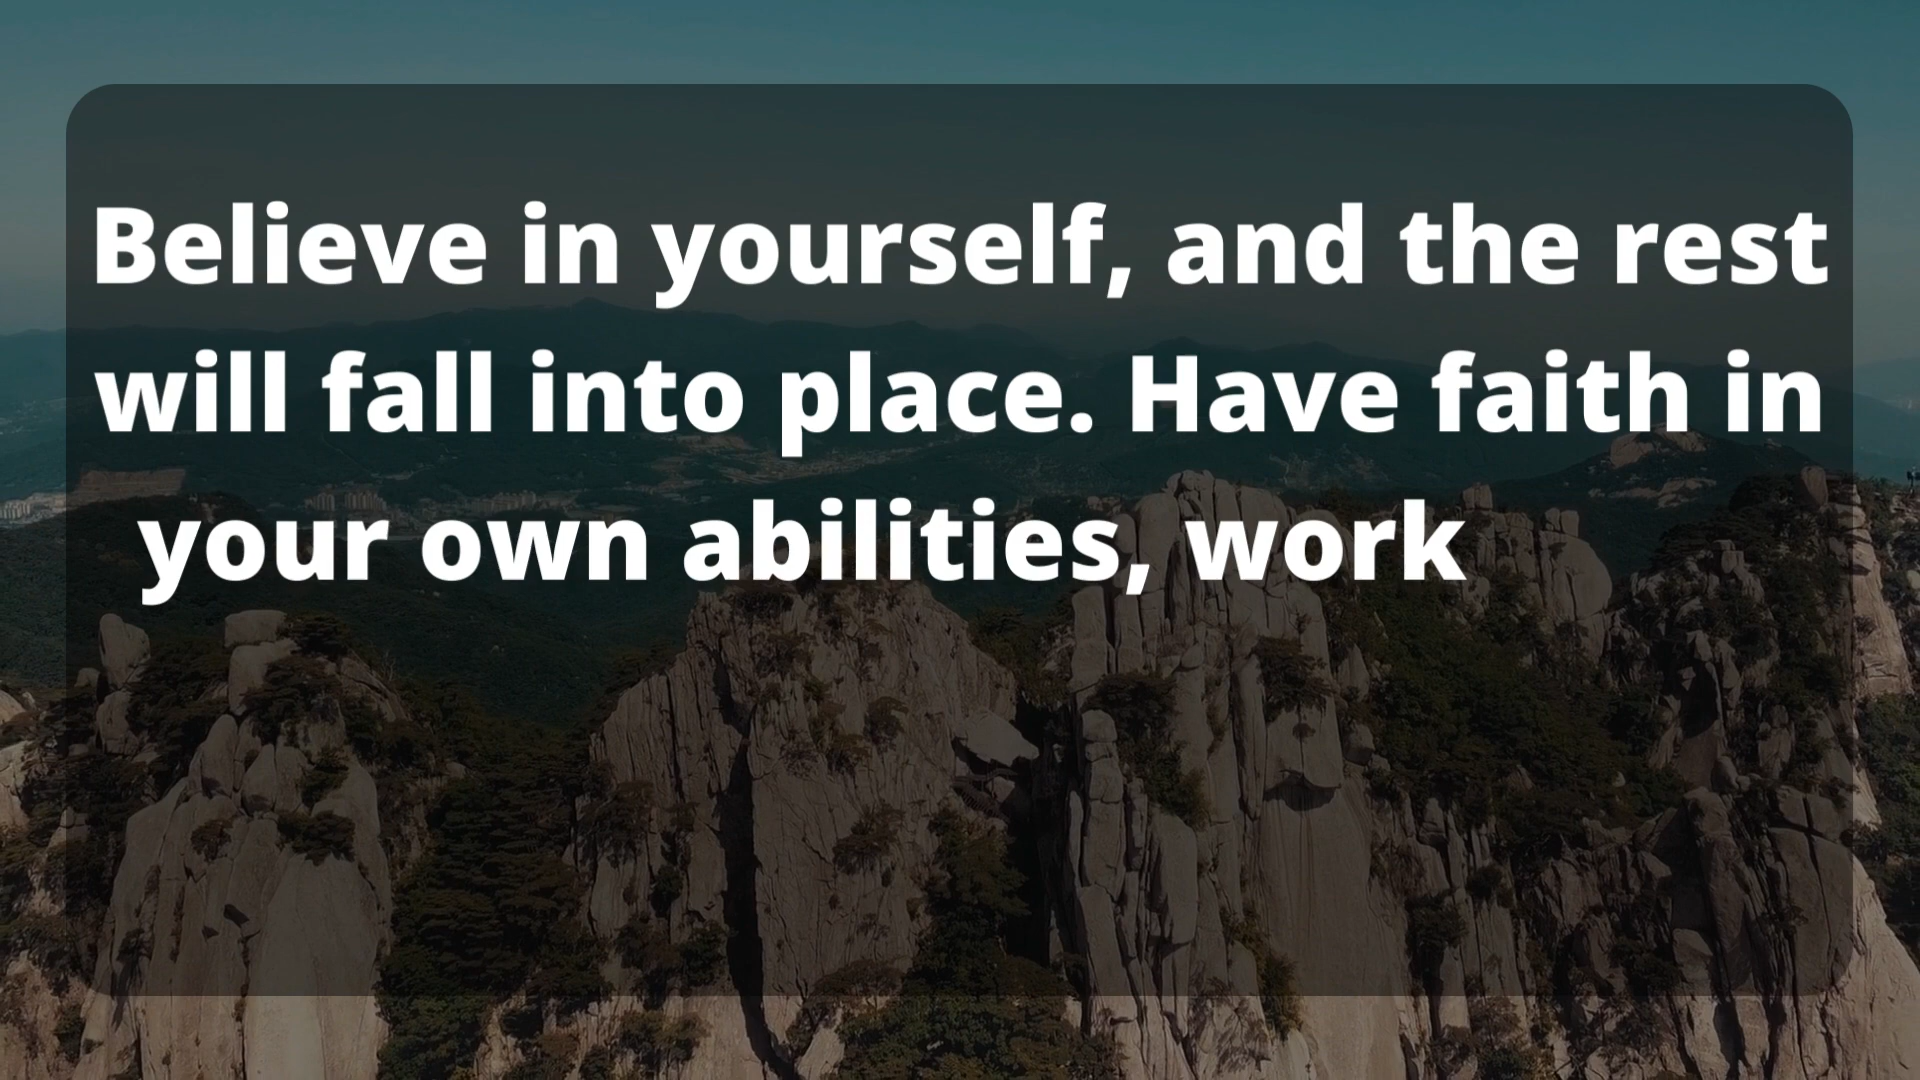 Believe in yourself, and the rest
will fall into place. Have faith in
your own abilities, work